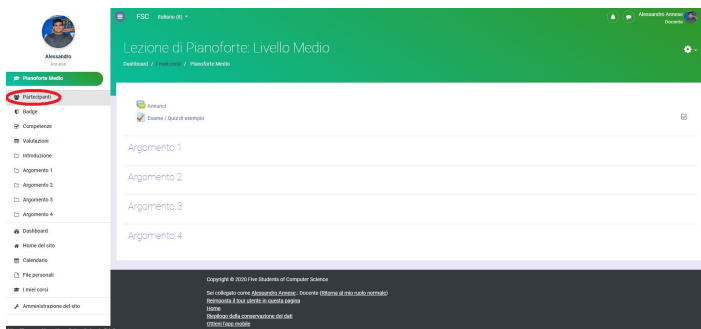 Alessandro
Annese
Pianoforte Medio
Partecipanti
Badge
Competenze
Valutazioni
Introduzione
Argomento 1
Argomento 2
Argomento 3
Argomento 4
Dashboard
Home del sito
Calendario
File personali
I miei corsi
Amministrazione del sito
FSC Italiano (it)
Alessandro Annese
Docente
Lezione di Pianoforte: Livello Medio
Dashboard / I miei corsi / Pianoforte Medio
Annunci
Esame / Quiz di esempio
Argomento 1
Argomento 2
Argomento 3
Argomento 4
Copyright © 2020 Five Students of Computer Science
Sei collegato come Alessandro Annese.: Docente (Ritorna al mio ruolo normale)
Reimposta il tour utente in questa pagina
Home
Riepilogo della conservazione dei dati
Ottieni l'app mobile